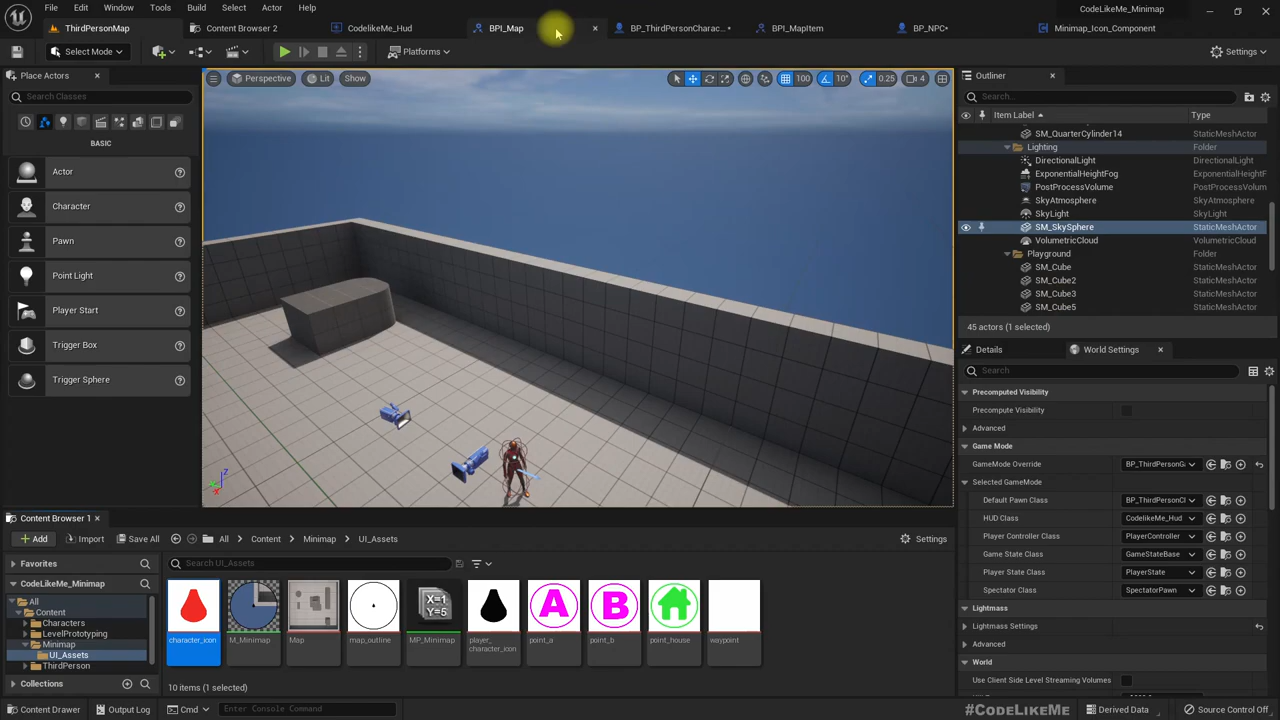 File Edit Window Tools Build Select Actor Help
CodeLikeMe_Minimap
ThirdPersonMap
Content Browser 2
CodelikeMe_Hud
BPI_Map
BP_ThirdPersonCharac...*
BPI_MapItem
BP_NPC*
Minimap_Icon_Component
Select Mode
Platforms
Settings
Place Actors
Search Classes
BASIC
Actor
Character
Pawn
Point Light
Player Start
Trigger Box
Trigger Sphere
Perspective Lit Show
100 10° 0.25 4
Outliner
Search...
Item Label Type
SM_QuarterCylinder14 StaticMeshActor
Lighting Folder
DirectionalLight DirectionalLight
ExponentialHeightFog ExponentialHeightF
PostProcessVolume PostProcessVolum
SkyAtmosphere SkyAtmosphere
SkyLight SkyLight
SM_SkySphere StaticMeshActor
VolumetricCloud VolumetricCloud
Playground Folder
SM_Cube StaticMeshActor
SM_Cube2 StaticMeshActor
SM_Cube3 StaticMeshActor
SM_Cube5 StaticMeshActor
41 actors (1 selected)
Details World Settings
Search
Precomputed Visibility
Precompute Visibility
Advanced
Game Mode
GameMode Override BP_ThirdPersonGa
Selected GameMode
Default Pawn Class BP_ThirdPersonCl
HUD Class CodelikeMe_Hud
Player Controller Class PlayerController
Game State Class GameStateBase
Player State Class PlayerState
Spectator Class SpectatorPawn
Lightmass
Lightmass Settings
Advanced
World
Use Client Side Level Streaming Volumes
Content Browser 1
Add Import Save All All Content Minimap UI_Assets Settings
Favorites
CodeLikeMe_Minimap
All
Content
Characters
LevelPrototyping
Minimap
UI_Assets
ThirdPerson
Collections
Search UI_Assets
X=1
Y=5
A
B
character_icon
M_Minimap
Map
map_outline
MP_Minimap
player_
character_icon
point_a
point_b
point_house
waypoint
10 items (1 selected)
Content Drawer Output Log Cmd Enter Console Command
#CODELIKEME
Derived Data Source Control Off